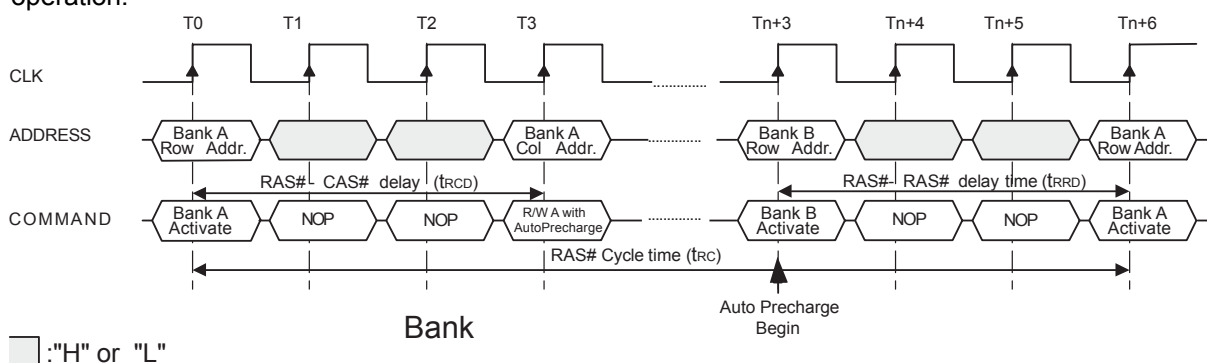 operation.
T0 T1 T2 T3 Tn+3 Tn+4 Tn+5 Tn+6
CLK
ADDRESS
Bank A
Row Addr.
Bank A
Col Addr.
Bank B
Row Addr.
Bank A
Row Addr.
RAS# - CAS# delay (tRCD)
RAS# - RAS# delay time (tRRD)
COMMAND
Bank A
Activate
NOP
NOP
R/W A with
AutoPrecharge
Bank B
Activate
NOP
NOP
Bank A
Activate
RAS# Cycle time (tRC)
Auto Precharge
Begin
Bank
:"H" or "L"